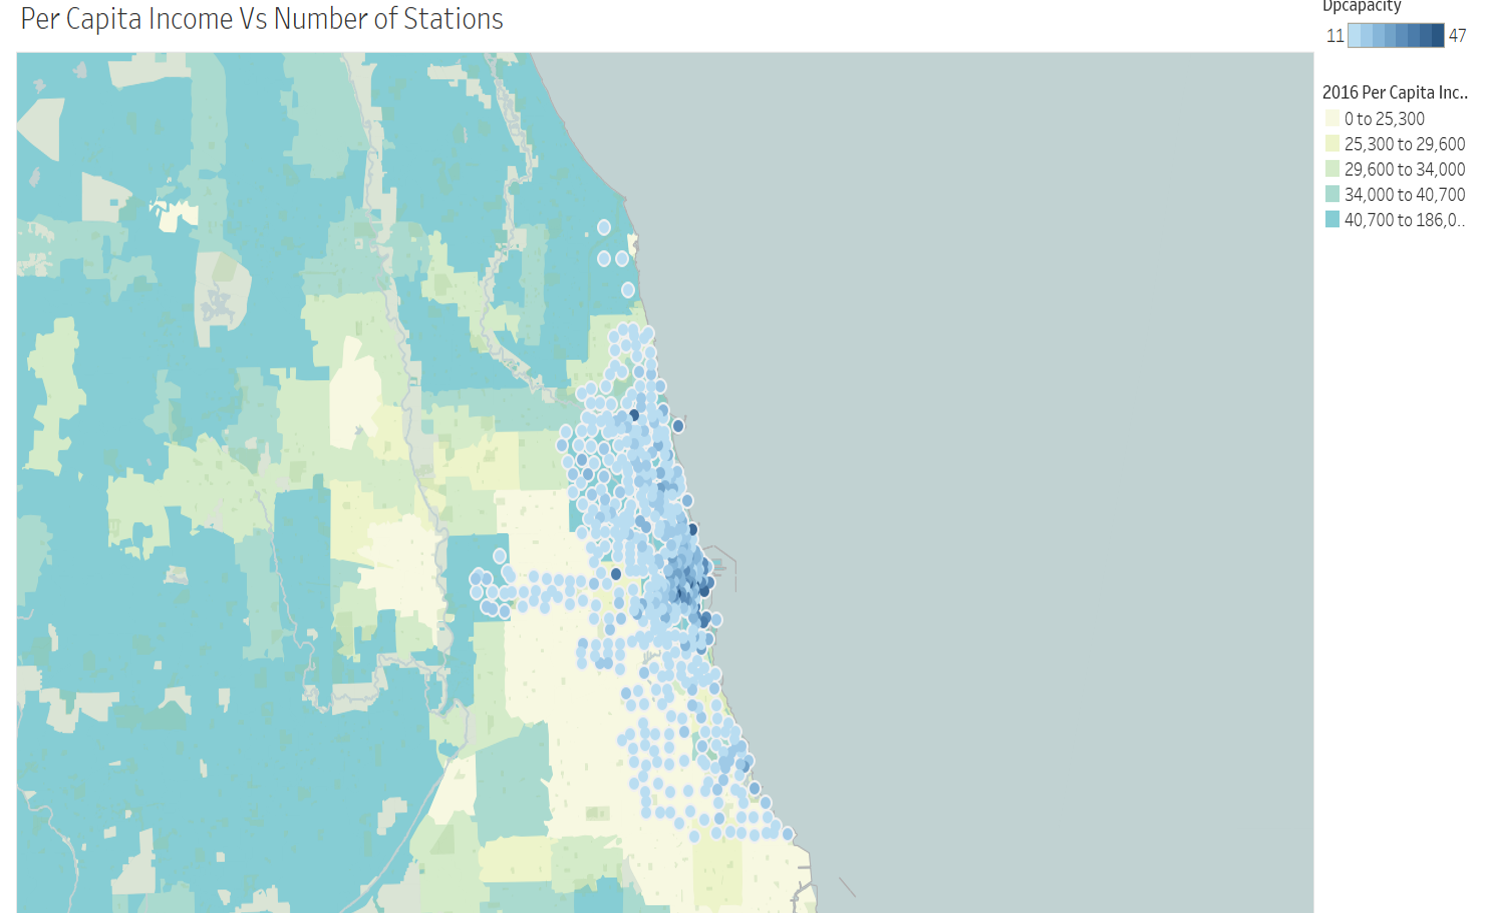 Per Capita Income Vs Number of Stations
Dpcapacity
11 47
2016 Per Capita Inc..
0 to 25,300
25,300 to 29,600
29,600 to 34,000
34,000 to 40,700
40,700 to 186,0..